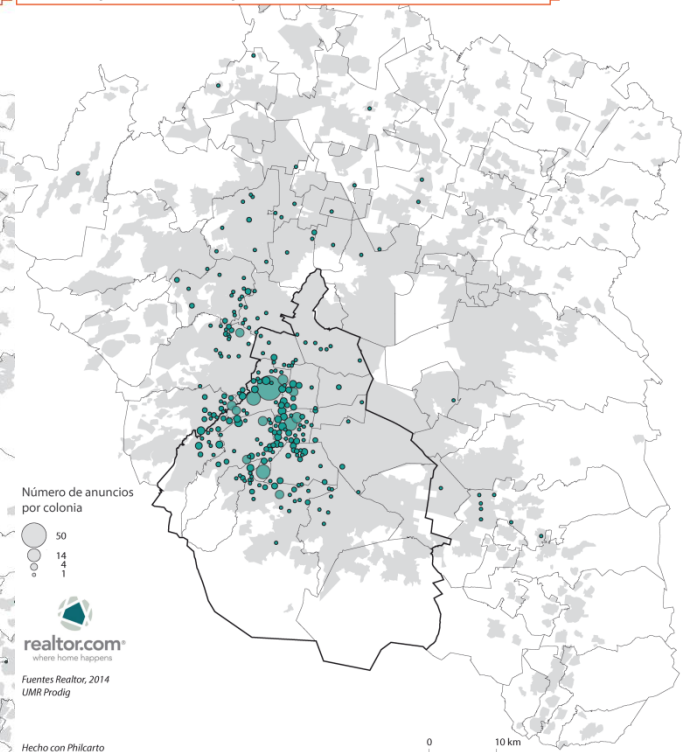 Número de anuncios
por colonia
50
14
4
1
realtor.com®
where home happens
Fuentes Realtor, 2014
UMR Prodig
Hecho con Philcarto
0 10 km